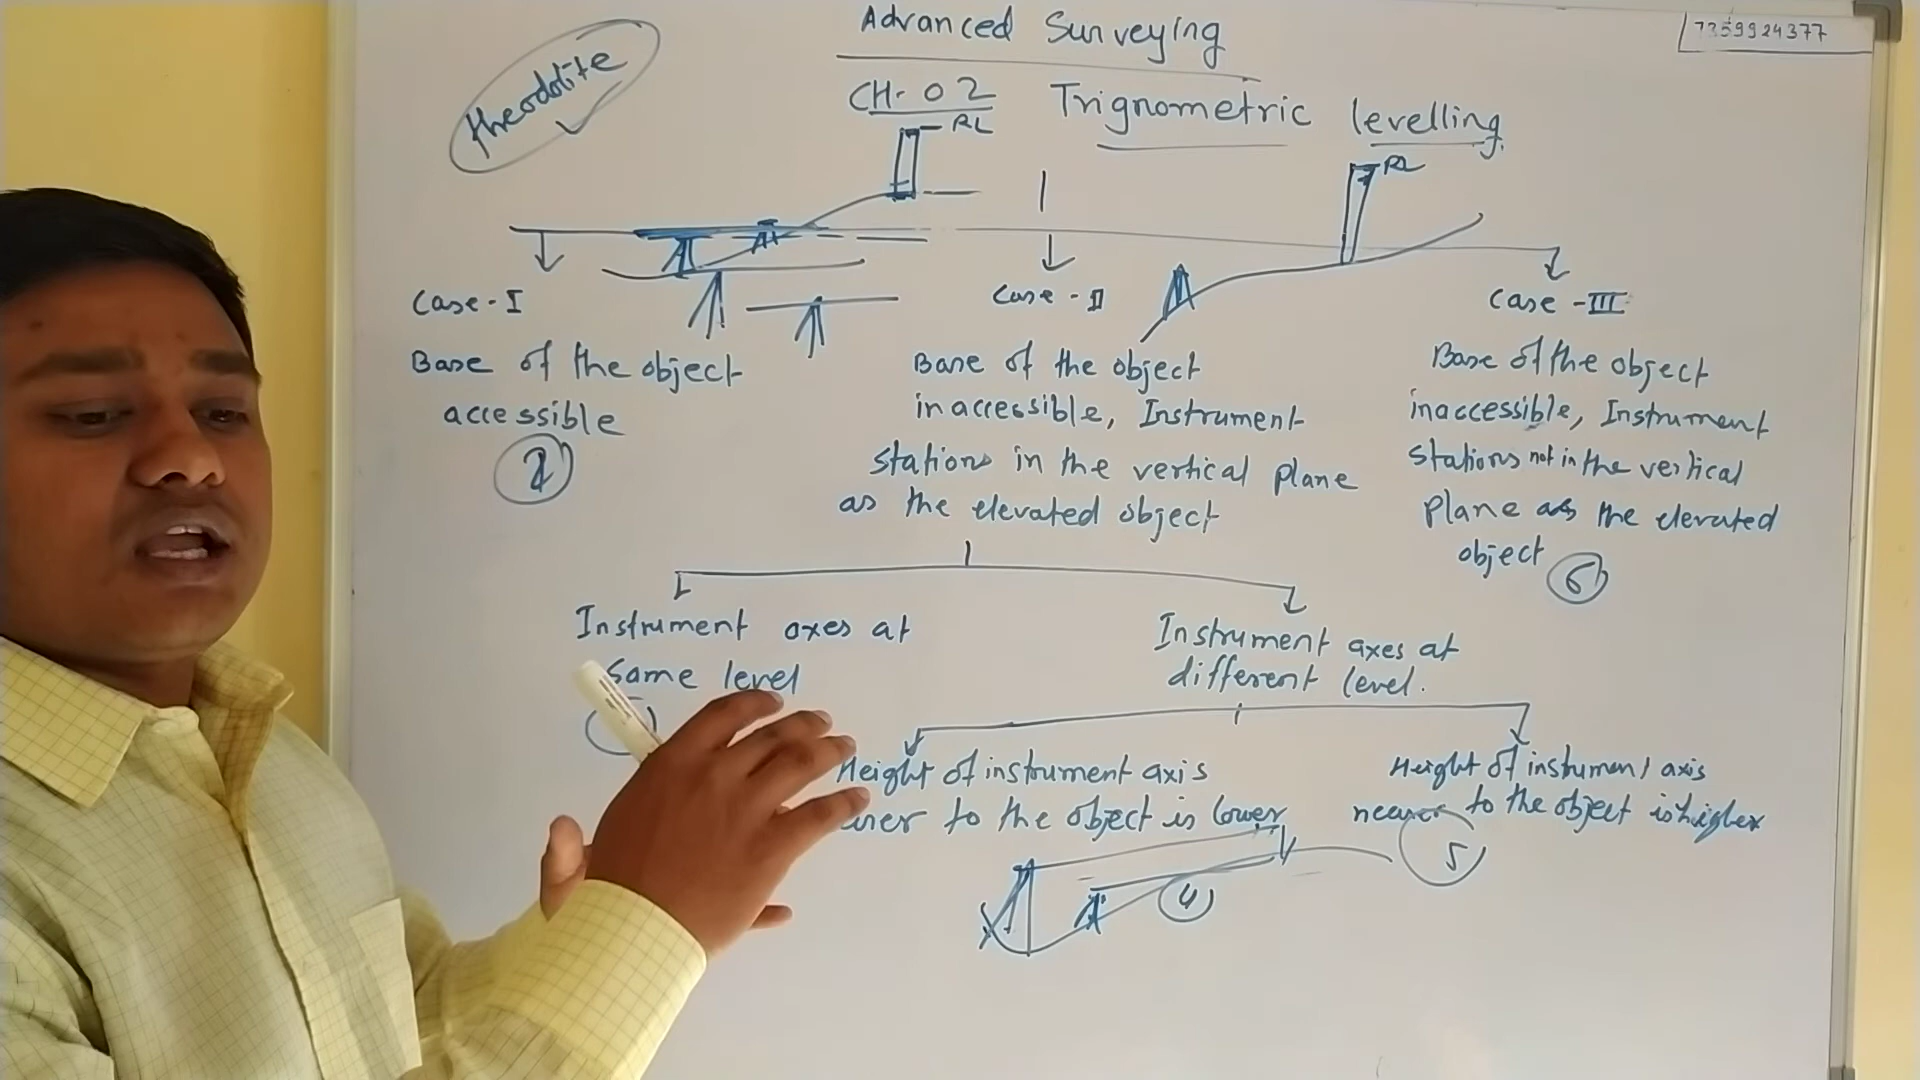 Advanced Surveying
7359924377
theodolite
CH- 02 Trignometric levelling
RL
RL
Case - I
Base of the object
accessible
Case - II
Base of the object
inaccessible, Instrument
stations in the vertical plane
as the elevated object
Case - III
Base of the object
inaccessible, Instrument
stations not in the vertical
plane as the elevated
object
6
Instrument axes at
same level
Instrument axes at
different level.
Height of instrument axis
to the object is lower
4
Height of instrument axis
nearer to the object is higher
5